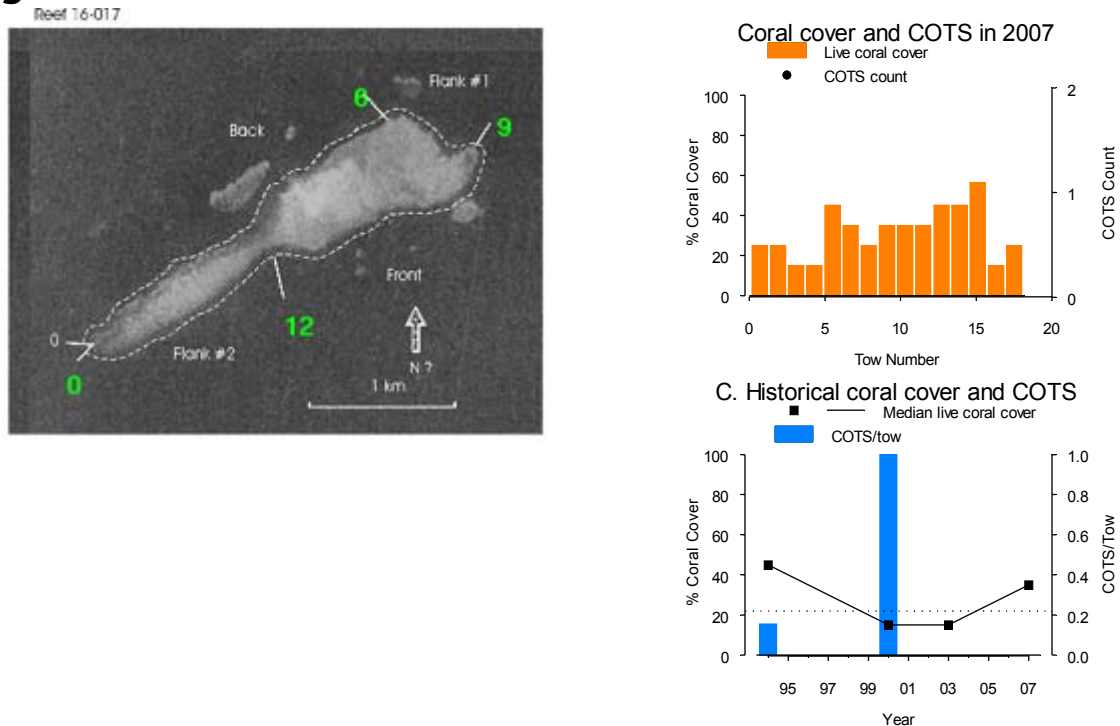 Reef 16-017
Flank #1
6
9
Back
Front
12
0
Flank #2
0
N ?
1 km
Coral cover and COTS in 2007
Live coral cover
COTS count
100
80
60
40
20
0
% Coral Cover
2
1
0
COTS Count
0 5 10 15 20
Tow Number
C. Historical coral cover and COTS
Median live coral cover
COTS/tow
100
80
60
40
20
0
% Coral Cover
1.0
0.8
0.6
0.4
0.2
0.0
COTS/Tow
95 97 99 01 03 05 07
Year